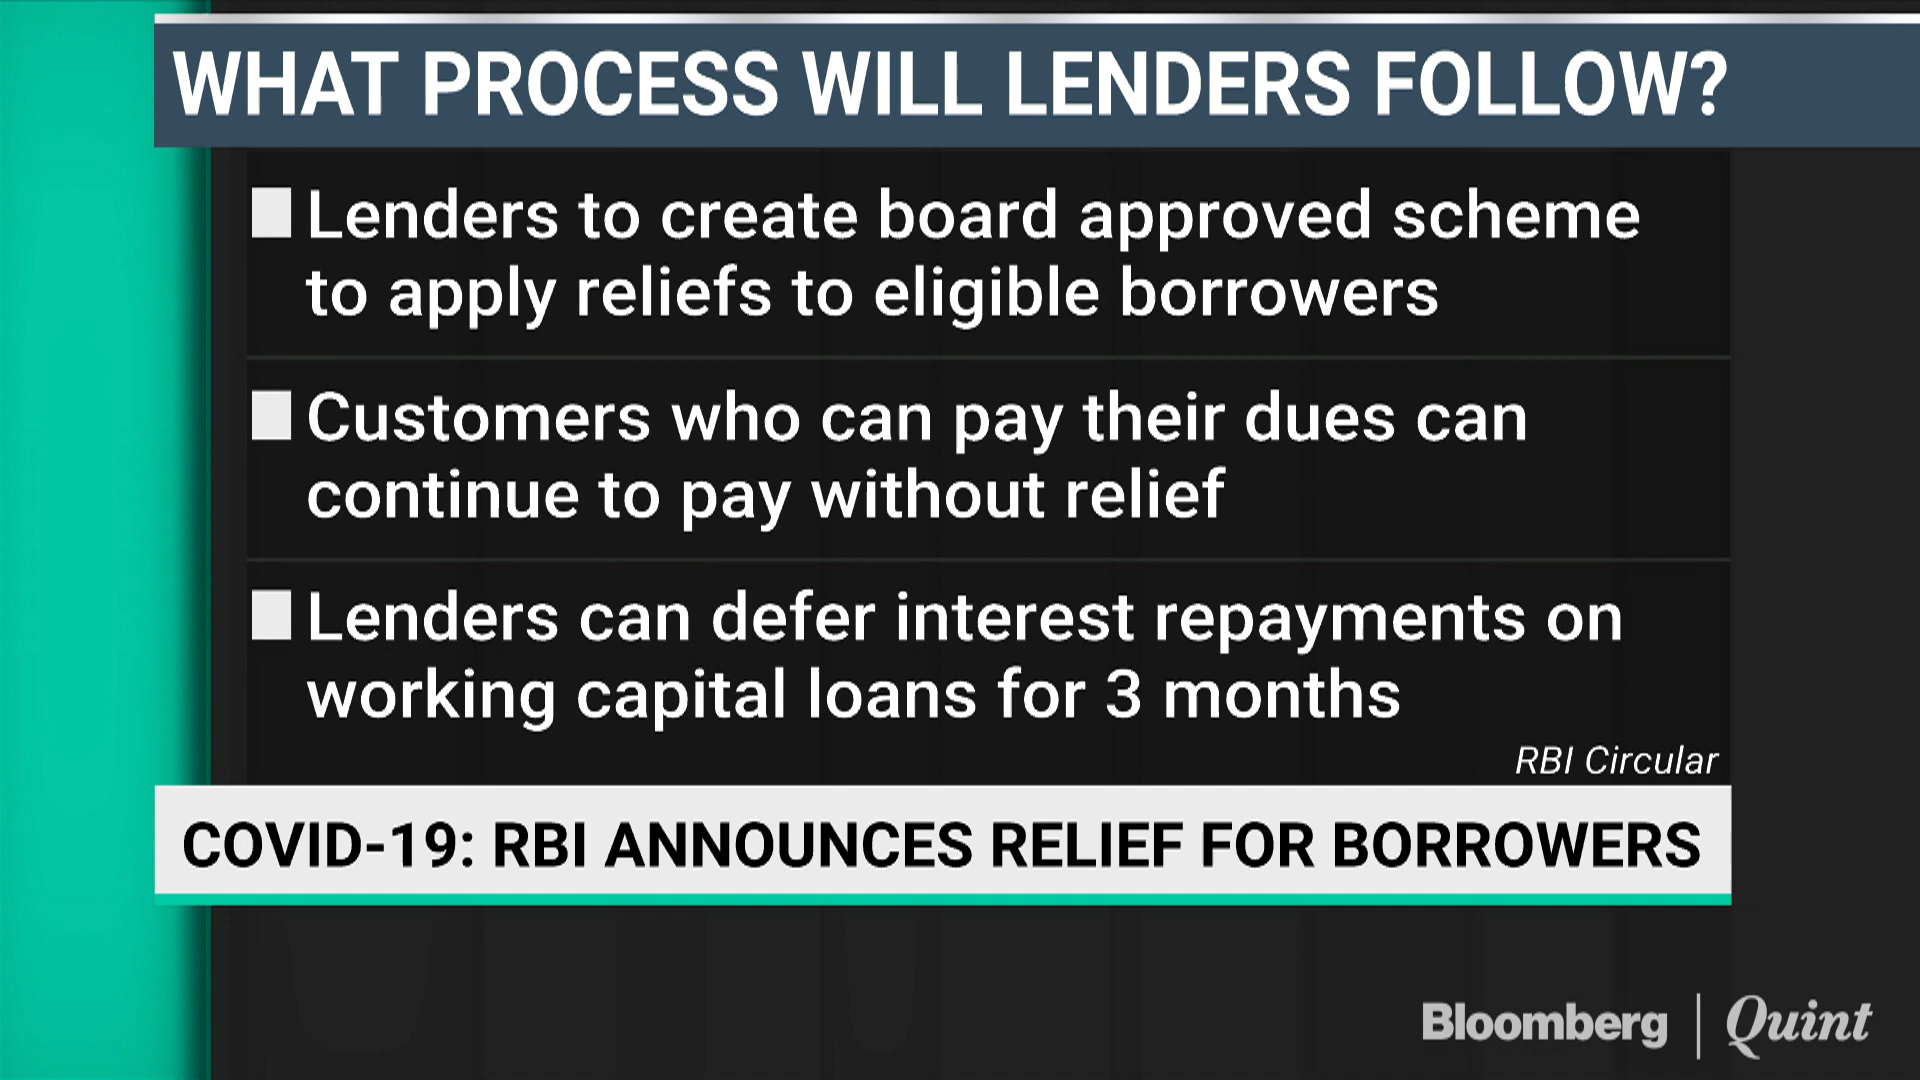 WHAT PROCESS WILL LENDERS FOLLOW?
Lenders to create board approved scheme
to apply reliefs to eligible borrowers
Customers who can pay their dues can
continue to pay without relief
Lenders can defer interest repayments on
working capital loans for 3 months
RBI Circular
COVID-19: RBI ANNOUNCES RELIEF FOR BORROWERS
Bloomberg | Quint